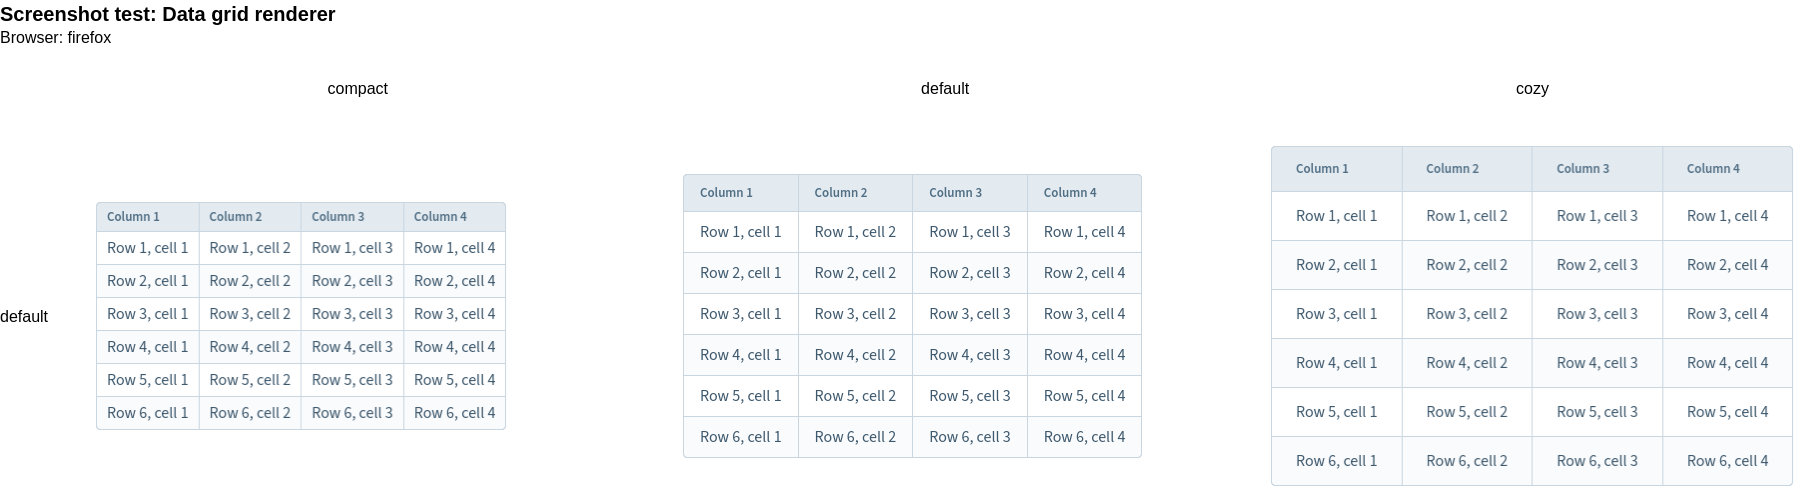 Screenshot test: Data grid renderer
Browser: firefox
compact default cozy
default
Column 1 Column 2 Column 3 Column 4
Row 1, cell 1 Row 1, cell 2 Row 1, cell 3 Row 1, cell 4
Row 2, cell 1 Row 2, cell 2 Row 2, cell 3 Row 2, cell 4
Row 3, cell 1 Row 3, cell 2 Row 3, cell 3 Row 3, cell 4
Row 4, cell 1 Row 4, cell 2 Row 4, cell 3 Row 4, cell 4
Row 5, cell 1 Row 5, cell 2 Row 5, cell 3 Row 5, cell 4
Row 6, cell 1 Row 6, cell 2 Row 6, cell 3 Row 6, cell 4
Column 1 Column 2 Column 3 Column 4
Row 1, cell 1 Row 1, cell 2 Row 1, cell 3 Row 1, cell 4
Row 2, cell 1 Row 2, cell 2 Row 2, cell 3 Row 2, cell 4
Row 3, cell 1 Row 3, cell 2 Row 3, cell 3 Row 3, cell 4
Row 4, cell 1 Row 4, cell 2 Row 4, cell 3 Row 4, cell 4
Row 5, cell 1 Row 5, cell 2 Row 5, cell 3 Row 5, cell 4
Row 6, cell 1 Row 6, cell 2 Row 6, cell 3 Row 6, cell 4
Column 1 Column 2 Column 3 Column 4
Row 1, cell 1 Row 1, cell 2 Row 1, cell 3 Row 1, cell 4
Row 2, cell 1 Row 2, cell 2 Row 2, cell 3 Row 2, cell 4
Row 3, cell 1 Row 3, cell 2 Row 3, cell 3 Row 3, cell 4
Row 4, cell 1 Row 4, cell 2 Row 4, cell 3 Row 4, cell 4
Row 5, cell 1 Row 5, cell 2 Row 5, cell 3 Row 5, cell 4
Row 6, cell 1 Row 6, cell 2 Row 6, cell 3 Row 6, cell 4